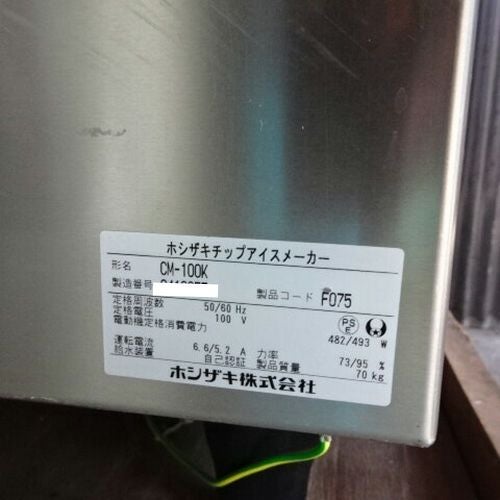 ホシザキチップアイスメーカー
形名 CM-100K
製造番号
製品コード F075
定格周波数 50/60 Hz
定格電圧 100 V
電動機定格消費電力 482/493 W
PSE
運転電流 6.6/5.2 A 力率 73/95 %
給水装置 自己認証 製品質量 70 kg
ホシザキ株式会社